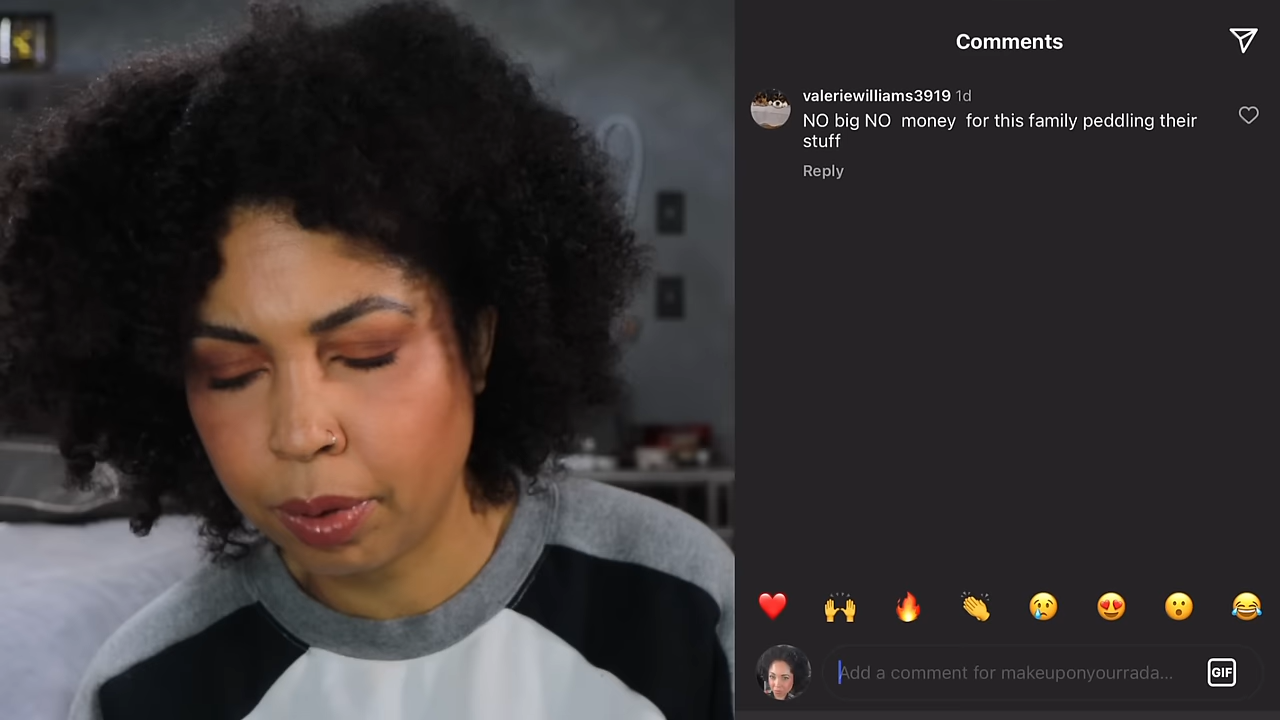 Comments
valeriewilliams3919 1d
NO big NO  money  for this family peddling their
stuff
Reply
Add a comment for makeuponyourrada...
GIF